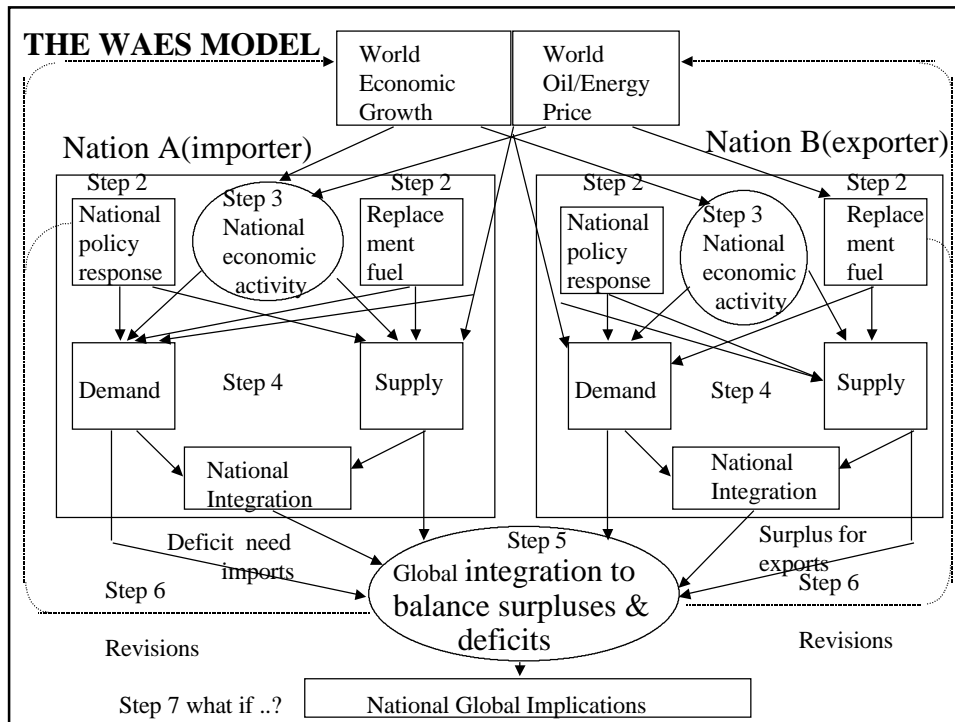 THE WAES MODEL
World
Economic
Growth
World
Oil/Energy
Price
Nation A(importer)
Nation B(exporter)
Step 2
National
policy
response
Step 3
National
economic
activity
Step 2
Replace
ment
fuel
Step 2
National
policy
response
Step 3
National
economic
activity
Step 2
Replace
ment
fuel
Demand
Step 4
Supply
Demand
Step 4
Supply
National
Integration
National
Integration
Deficit need
imports
Surplus for
exports
Step 5
Global integration to
balance surpluses &
deficits
Step 6
Step 6
Revisions
Revisions
Step 7 what if ..?
National Global Implications